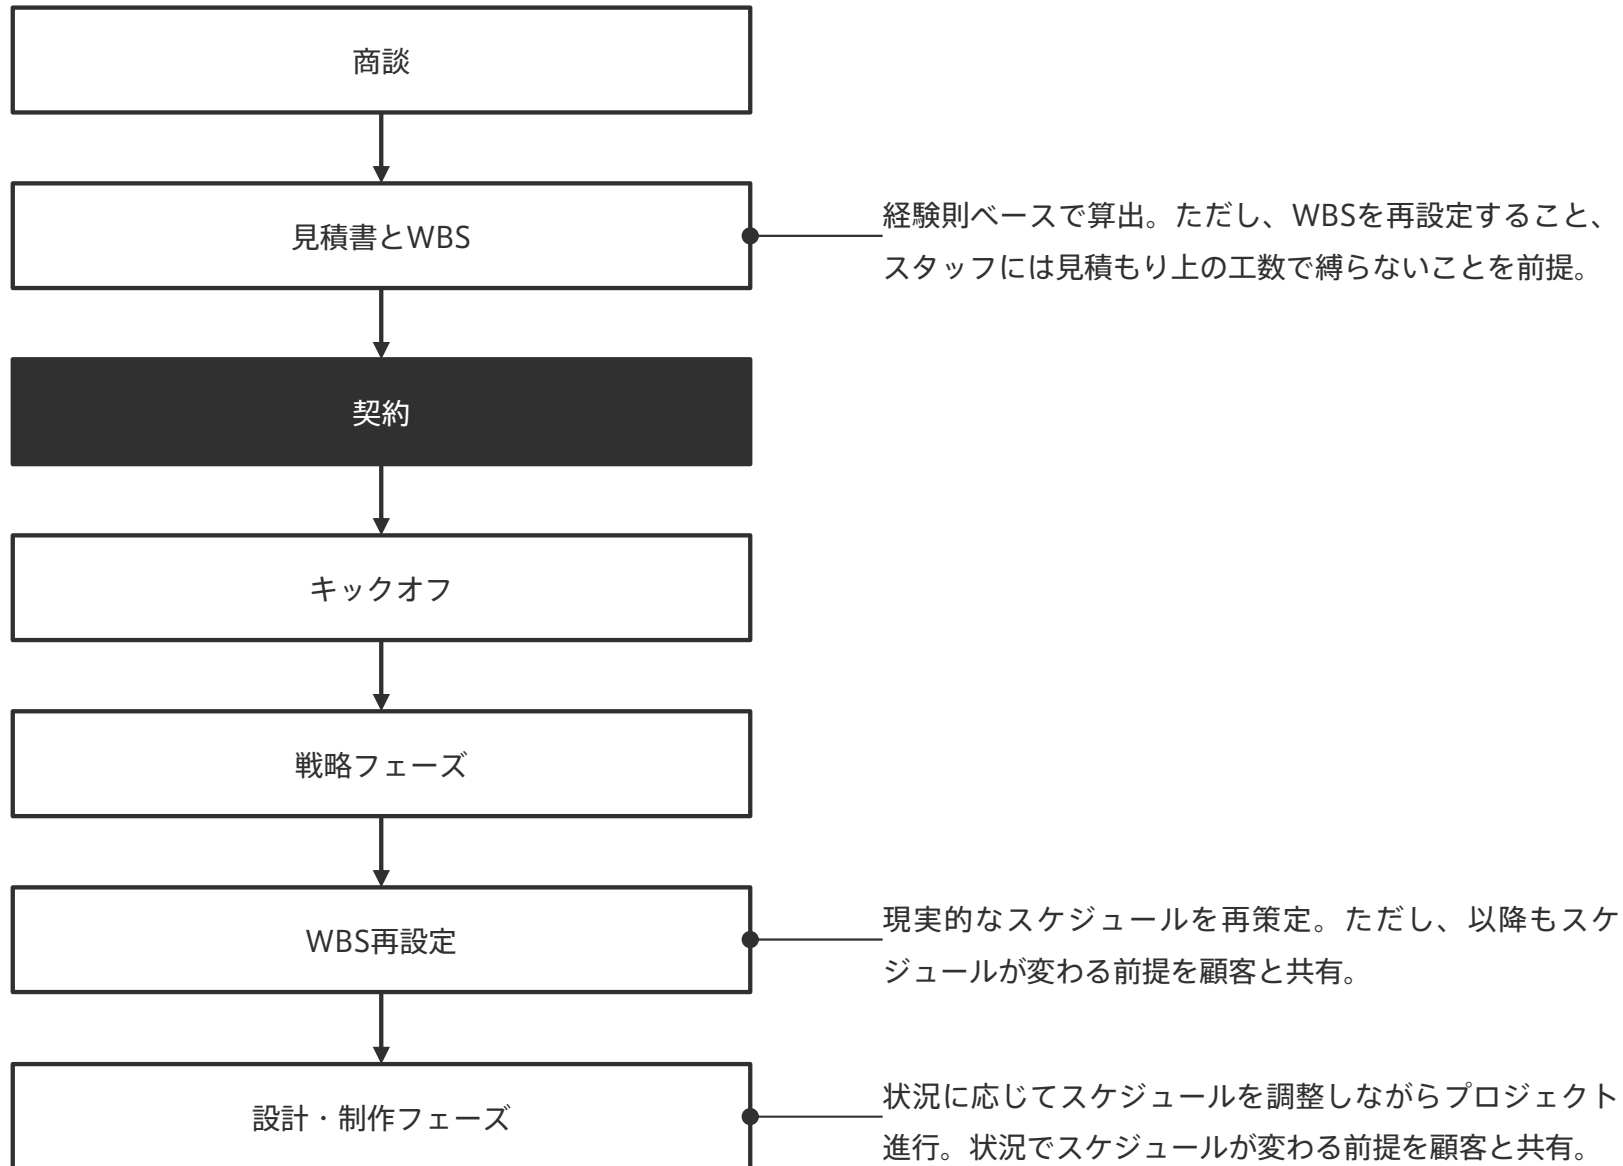 商談
見積書とWBS
経験則ベースで算出。ただし、WBSを再設定すること、
スタッフには見積もり上の工数で縛らないことを前提。
契約
キックオフ
戦略フェーズ
WBS再設定
現実的なスケジュールを再策定。ただし、以降もスケ
ジュールが変わる前提を顧客と共有。
設計・制作フェーズ
状況に応じてスケジュールを調整しながらプロジェクト
進行。状況でスケジュールが変わる前提を顧客と共有。